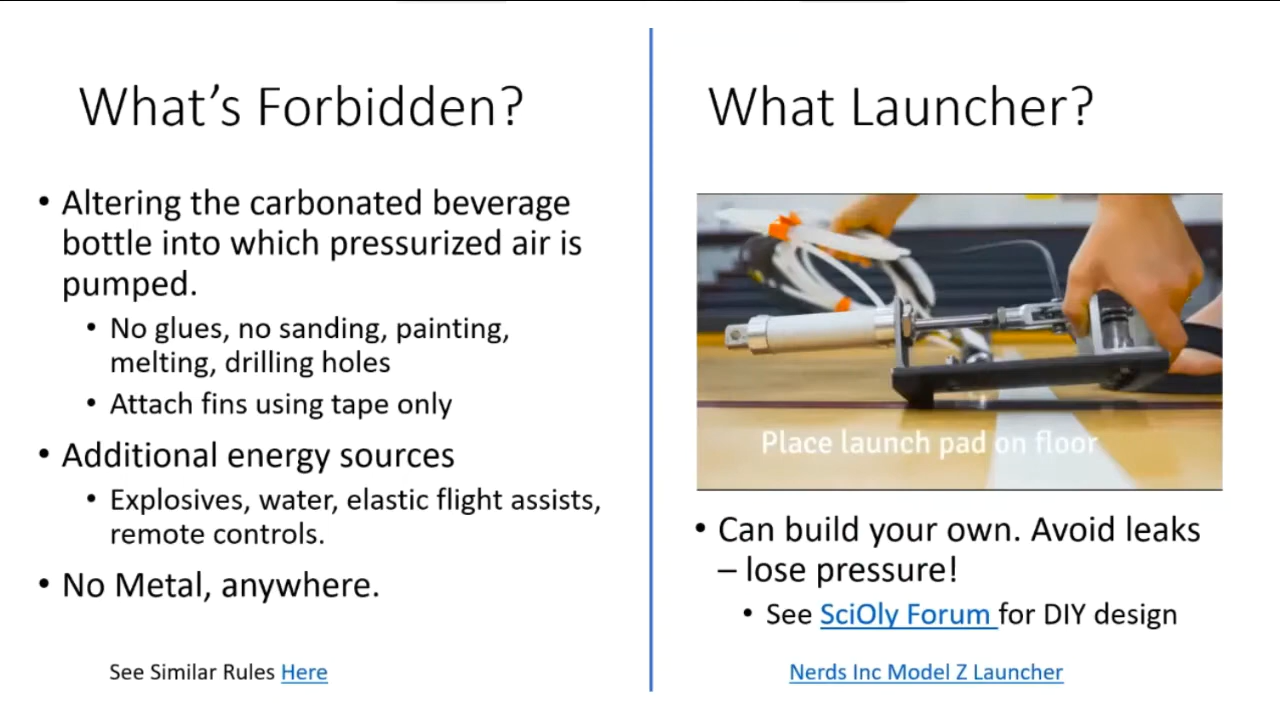 What's Forbidden?
• Altering the carbonated beverage
bottle into which pressurized air is
pumped.
• No glues, no sanding, painting,
melting, drilling holes
• Attach fins using tape only
• Additional energy sources
• Explosives, water, elastic flight assists,
remote controls.
• No Metal, anywhere.
See Similar Rules Here
What Launcher?
Place launch pad on floor
• Can build your own. Avoid leaks
– lose pressure!
• See SciOly Forum for DIY design
Nerds Inc Model Z Launcher